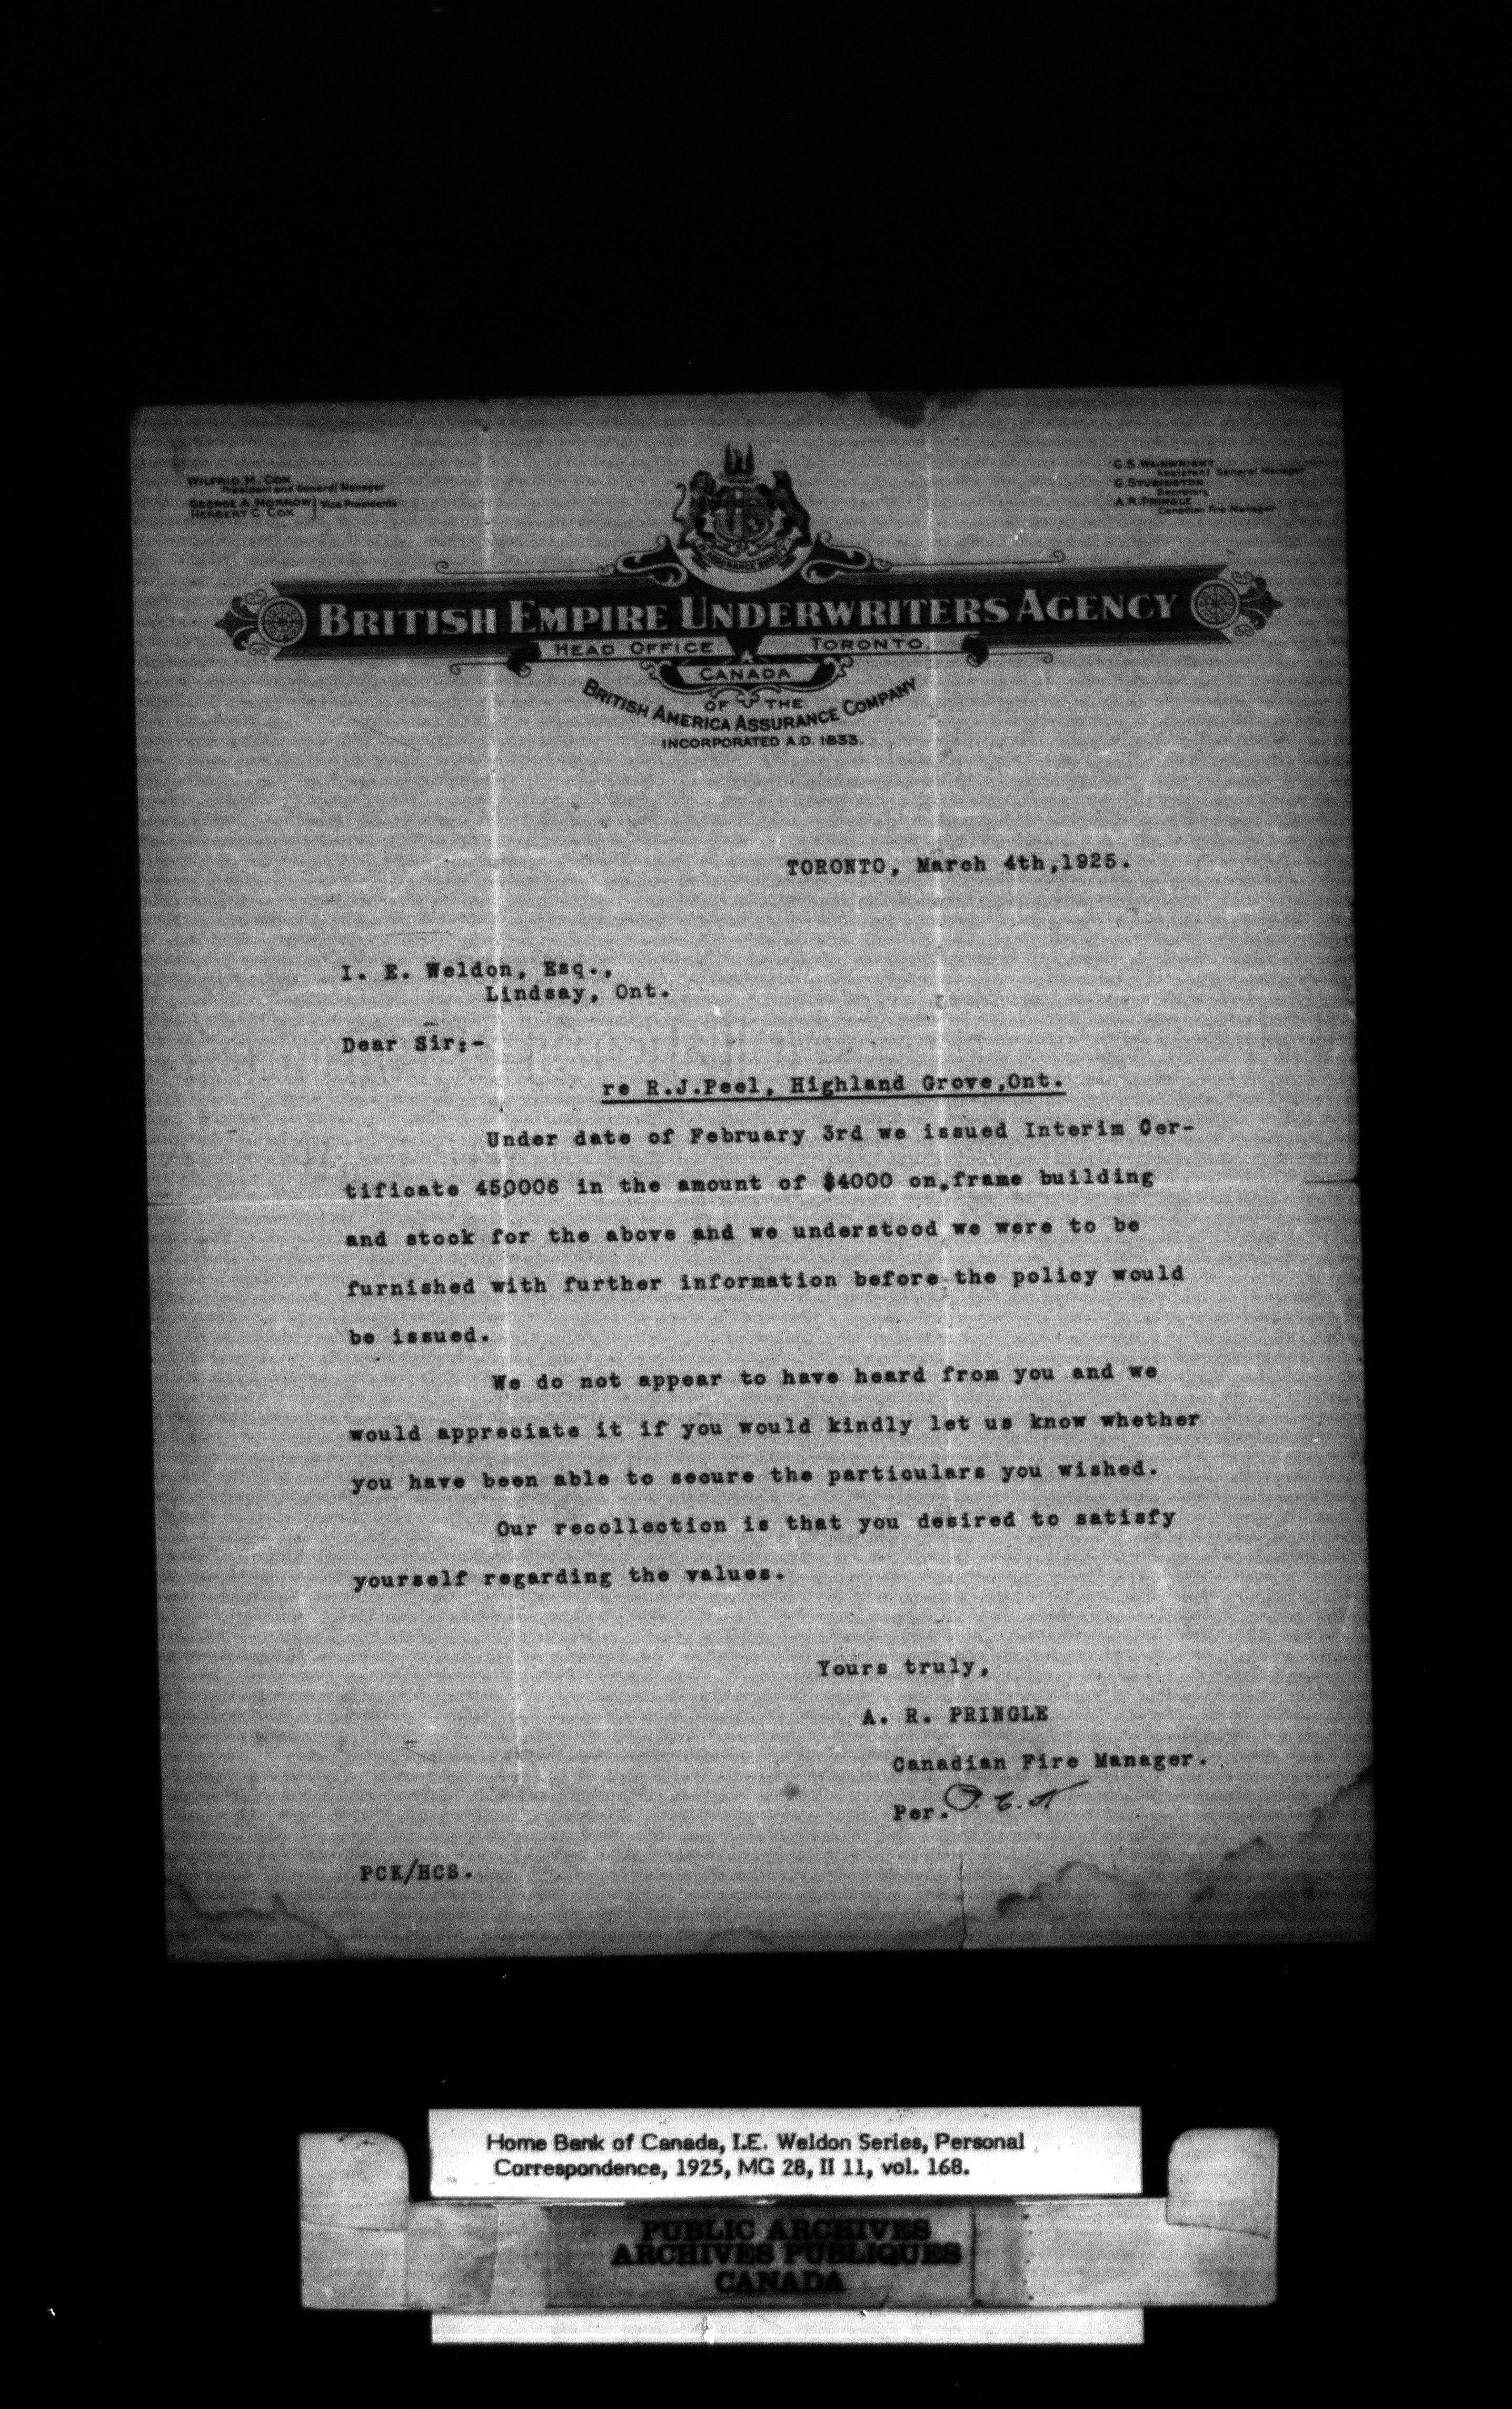 WILFRID M. COX
President and General Manager
GEORGE A. MORROW
HERBERT C. COX
} Vice Presidents
G. S. WAINWRIGHT
Assistant General Manager
G. STUBINGTON
Secretary
A. R. PRINGLE
Canadian Fire Manager
BRITISH EMPIRE UNDERWRITERS AGENCY
HEAD OFFICE TORONTO,
CANADA
OF THE
BRITISH AMERICA ASSURANCE COMPANY
INCORPORATED A.D. 1833.
TORONTO, March 4th,1925.
I. E. Weldon, Esq.,
Lindsay, Ont.
Dear Sir:-
re R.J.Peel, Highland Grove,Ont.
Under date of February 3rd we issued Interim Cer-
tificate 450006 in the amount of $4000 on frame building
and stock for the above and we understood we were to be
furnished with further information before the policy would
be issued.
We do not appear to have heard from you and we
would appreciate it if you would kindly let us know whether
you have been able to secure the particulars you wished.
Our recollection is that you desired to satisfy
yourself regarding the values.
Yours truly,
A. R. PRINGLE
Canadian Fire Manager.
Per.
PCK/HCS.
Home Bank of Canada, I.E. Weldon Series, Personal
Correspondence, 1925, MG 28, II 11, vol. 168.
PUBLIC ARCHIVES
ARCHIVES PUBLIQUES
CANADA